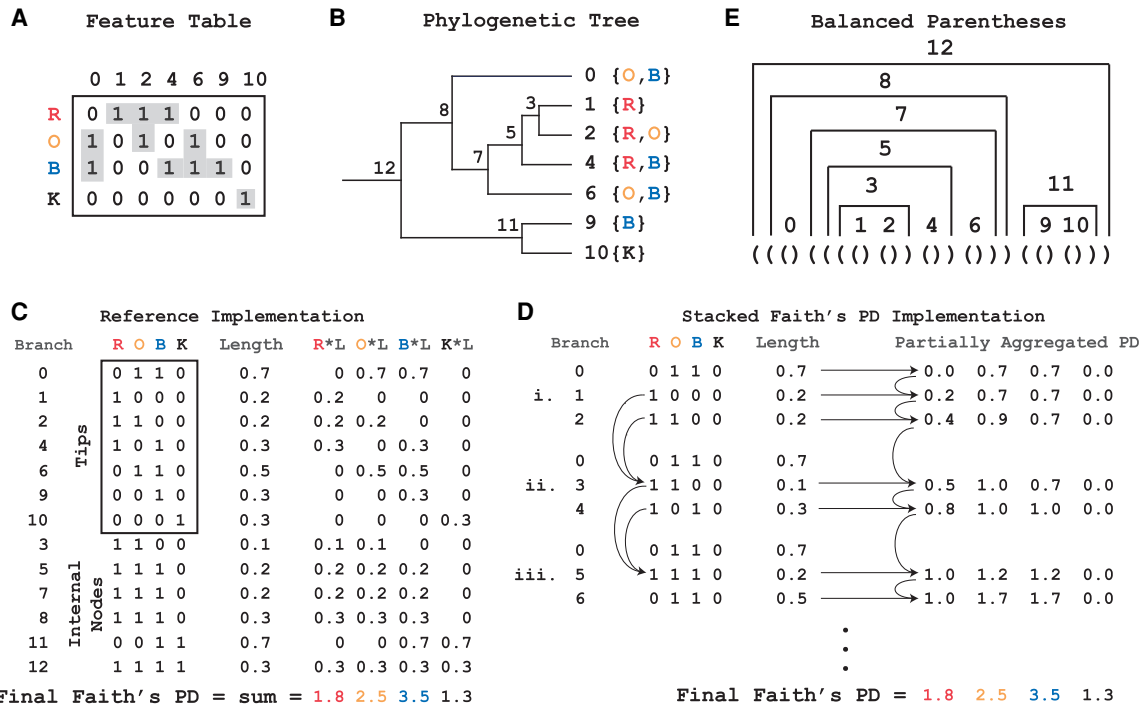 A
Feature Table
0 1 2 4 6 9 10
R 0 1 1 1 0 0 0
O 1 0 1 0 1 0 0
B 1 0 0 1 1 1 0
K 0 0 0 0 0 0 1
B
Phylogenetic Tree
0 {O,B}
1 {R}
2 {R,O}
4 {R,B}
6 {O,B}
9 {B}
10{K}
3
8
5
7
12
11
E
Balanced Parentheses
12
8
7
5
3
11
0 1 2 4 6 9 10
((()(((()())())()))(()()))
C
Reference Implementation
Branch R O B K Length R*L O*L B*L K*L
0 0 1 1 0 0.7 0 0.7 0.7 0
1 1 0 0 0 0.2 0.2 0 0 0
2 1 1 0 0 0.2 0.2 0.2 0 0
4 1 0 1 0 0.3 0.3 0 0.3 0
6 0 1 1 0 0.5 0 0.5 0.5 0
9 0 0 1 0 0.3 0 0 0.3 0
10 0 0 0 1 0.3 0 0 0 0.3
3 1 1 0 0 0.1 0.1 0.1 0 0
5 1 1 1 0 0.2 0.2 0.2 0.2 0
7 1 1 1 0 0.2 0.2 0.2 0.2 0
8 1 1 1 0 0.3 0.3 0.3 0.3 0
11 0 0 1 1 0.7 0 0 0.7 0.7
12 1 1 1 1 0.3 0.3 0.3 0.3 0.3
Tips
Internal
Nodes
Final Faith's PD = sum = 1.8 2.5 3.5 1.3
D
Stacked Faith's PD Implementation
Branch R O B K Length Partially Aggregated PD
0 0 1 1 0 0.7 0.0 0.7 0.7 0.0
i. 1 1 0 0 0 0.2 0.2 0.7 0.7 0.0
2 1 1 0 0 0.2 0.4 0.9 0.7 0.0
0 0 1 1 0 0.7
ii. 3 1 1 0 0 0.1 0.5 1.0 0.7 0.0
4 1 0 1 0 0.3 0.8 1.0 1.0 0.0
0 0 1 1 0 0.7
iii. 5 1 1 1 0 0.2 1.0 1.2 1.2 0.0
6 0 1 1 0 0.5 1.0 1.7 1.7 0.0
Final Faith's PD = 1.8 2.5 3.5 1.3